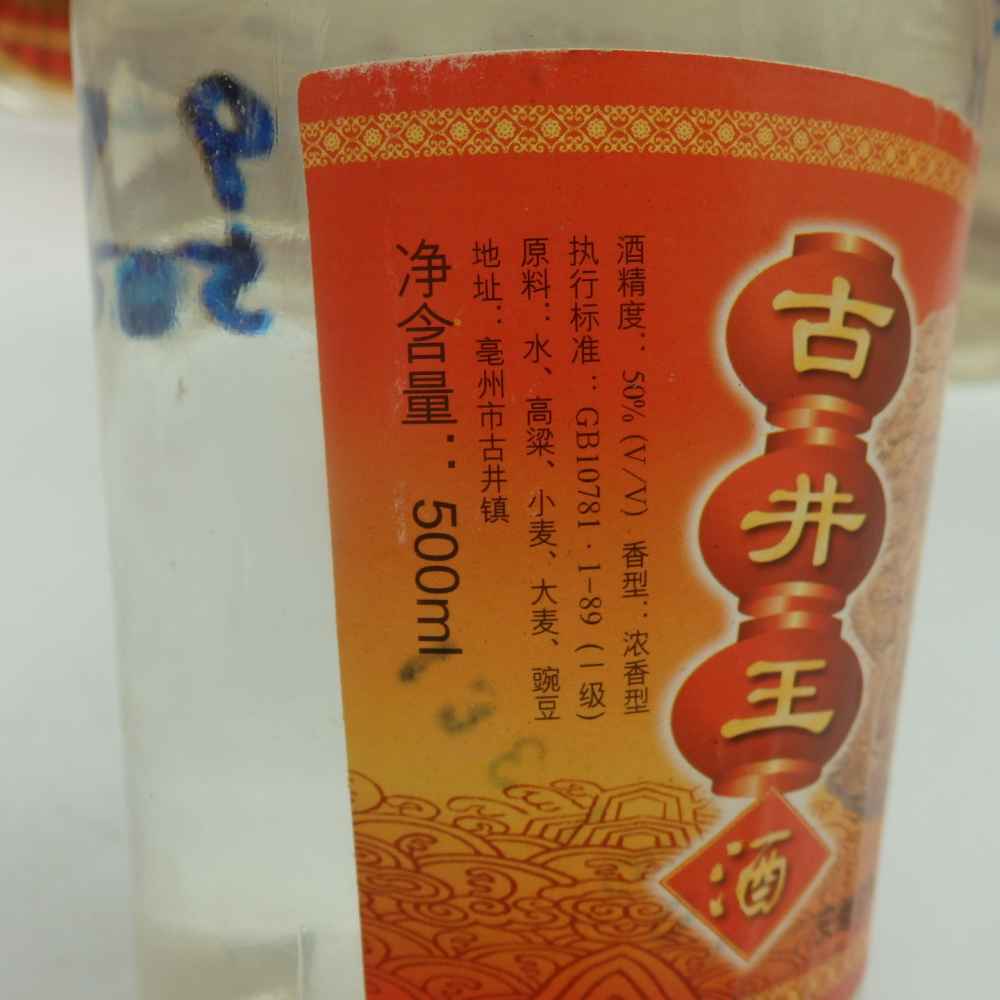 古井王
酒
酒精度：50%(V/V) 香型：浓香型
执行标准：GB10781·1-89(一级)
原料：水、高粱、小麦、大麦、豌豆
地址：亳州市古井镇
净含量：500ml